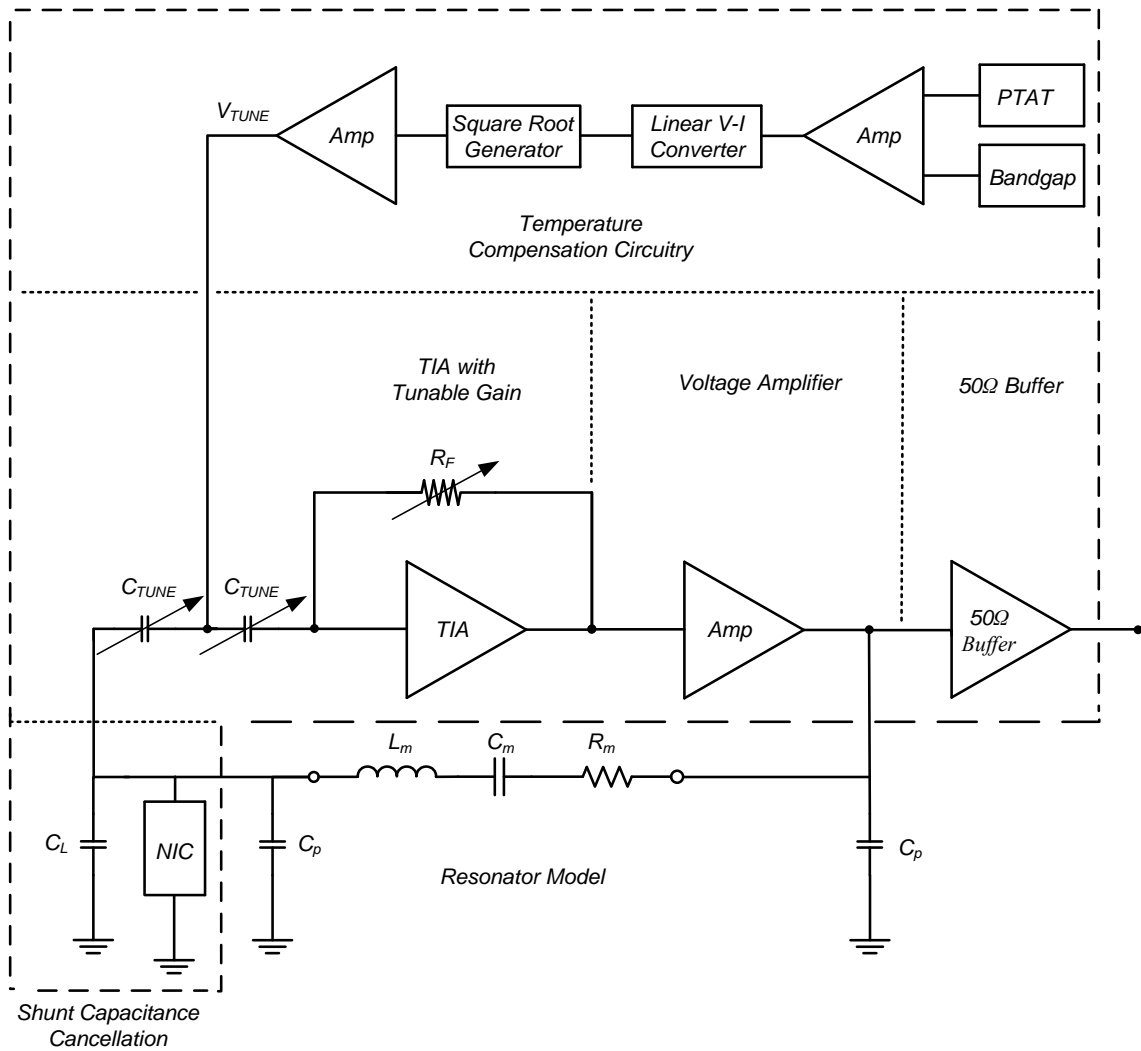 V_TUNE
Amp
Square Root
Generator
Linear V-I
Converter
Amp
PTAT
Bandgap
Temperature
Compensation Circuitry
TIA with
Tunable Gain
Voltage Amplifier
50Ω Buffer
R_F
C_TUNE
C_TUNE
TIA
Amp
50Ω
Buffer
L_m
C_m
R_m
C_L
NIC
C_p
C_p
Resonator Model
Shunt Capacitance
Cancellation